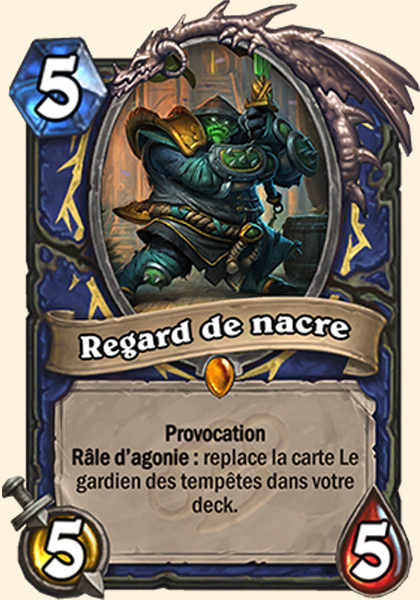 5
Regard de nacre
Provocation
Râle d'agonie : replace la carte Le
gardien des tempêtes dans votre
deck.
5
5